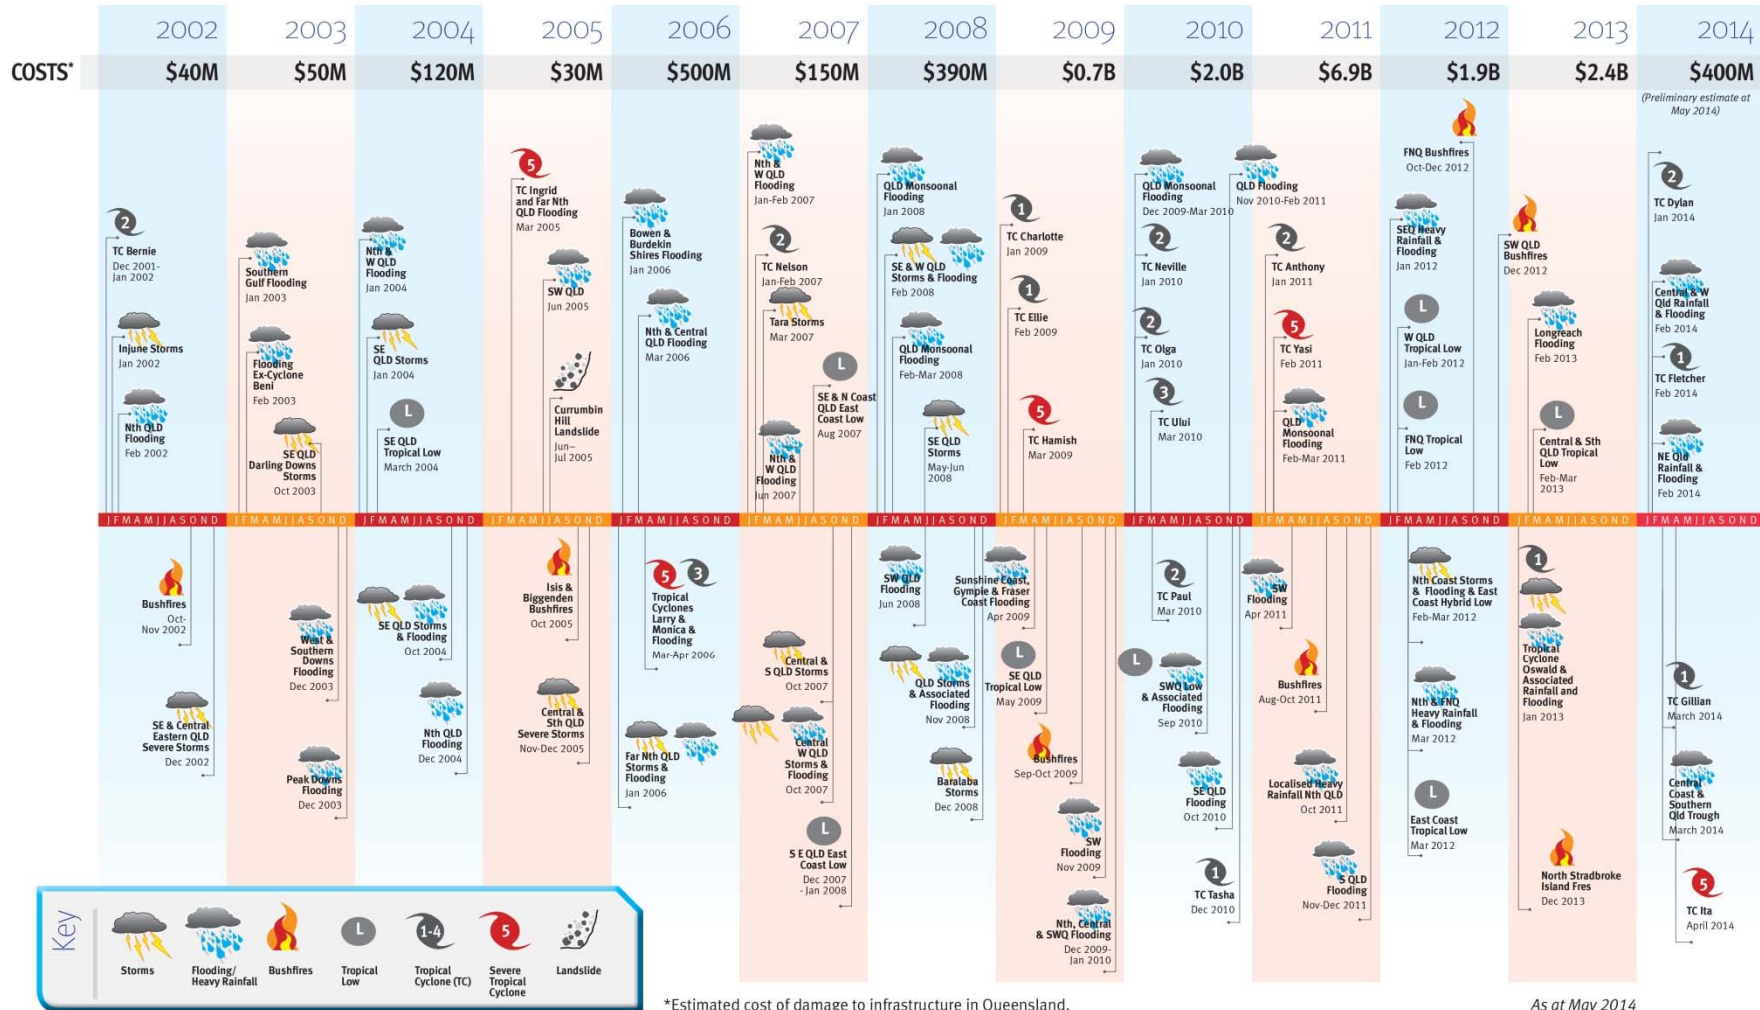 2002
2003
2004
2005
2006
2007
2008
2009
2010
2011
2012
2013
2014
COSTS*
$40M
$50M
$120M
$30M
$500M
$150M
$390M
$0.7B
$2.0B
$6.9B
$1.9B
$2.4B
$400M
(Preliminary estimate at
May 2014)
2
TC Bernie
Dec 2001-
Jan 2002
Injune Storms
Jan 2002
Nth QLD
Flooding
Feb 2002
Southern
Gulf Flooding
Jan 2003
Flooding
Ex-Cyclone
Beni
Feb 2003
SE QLD
Darling Downs
Storms
Oct 2003
Nth &
W QLD
Flooding
Jan 2004
SE
QLD Storms
Jan 2004
L
SE QLD
Tropical Low
March 2004
5
TC Ingrid
and Far Nth
QLD Flooding
Mar 2005
SW QLD
Jun 2005
Currumbin
Hill
Landslide
Jun–
Jul 2005
Bowen &
Burdekin
Shires Flooding
Jan 2006
Nth & Central
QLD Flooding
Mar 2006
Nth &
W QLD
Flooding
Jan-Feb 2007
2
TC Nelson
Jan-Feb 2007
Tara Storms
Mar 2007
L
SE & N Coast
QLD East
Coast Low
Aug 2007
Nth &
W QLD
Flooding
Jun 2007
QLD Monsoonal
Flooding
Jan 2008
SE & W QLD
Storms & Flooding
Feb 2008
QLD Monsoonal
Flooding
Feb-Mar 2008
SE QLD
Storms
May-Jun
2008
1
TC Charlotte
Jan 2009
1
TC Ellie
Feb 2009
5
TC Hamish
Mar 2009
QLD Monsoonal
Flooding
Dec 2009-Mar 2010
2
TC Neville
Jan 2010
2
TC Olga
Jan 2010
3
TC Ului
Mar 2010
QLD Flooding
Nov 2010-Feb 2011
2
TC Anthony
Jan 2011
5
TC Yasi
Feb 2011
QLD
Monsoonal
Flooding
Feb-Mar 2011
FNQ Bushfires
Oct-Dec 2012
SEQ Heavy
Rainfall &
Flooding
Jan 2012
L
W QLD
Tropical Low
Jan-Feb 2012
L
FNQ Tropical
Low
Feb 2012
SW QLD
Bushfires
Dec 2012
Longreach
Flooding
Feb 2013
L
Central & Sth
QLD Tropical
Low
Feb-Mar
2013
2
TC Dylan
Jan 2014
Central & W
Qld Rainfall
& Flooding
Feb 2014
1
TC Fletcher
Feb 2014
NE Qld
Rainfall &
Flooding
Feb 2014
J F M A M J J A S O N D
J F M A M J J A S O N D
J F M A M J J A S O N D
J F M A M J J A S O N D
J F M A M J J A S O N D
J F M A M J J A S O N D
J F M A M J J A S O N D
J F M A M J J A S O N D
J F M A M J J A S O N D
J F M A M J J A S O N D
J F M A M J J A S O N D
J F M A M J J A S O N D
J F M A M J J A S O N D
Bushfires
Oct-
Nov 2002
SE & Central
Eastern QLD
Severe Storms
Dec 2002
West &
Southern
Downs
Flooding
Dec 2003
Peak Downs
Flooding
Dec 2003
SE QLD Storms
& Flooding
Oct 2004
Nth QLD
Flooding
Dec 2004
Isis &
Biggenden
Bushfires
Oct 2005
Central &
Sth QLD
Severe Storms
Nov-Dec 2005
5
3
Tropical
Cyclones
Larry &
Monica &
Flooding
Mar-Apr 2006
Far Nth QLD
Storms &
Flooding
Jan 2006
Central &
S QLD Storms
Oct 2007
Central
W QLD
Storms &
Flooding
Oct 2007
L
S E QLD East
Coast Low
Dec 2007
- Jan 2008
SW QLD
Flooding
Jun 2008
QLD Storms
& Associated
Flooding
Nov 2008
Baralaba
Storms
Dec 2008
Sunshine Coast,
Gympie & Fraser
Coast Flooding
Apr 2009
L
SE QLD
Tropical Low
May 2009
Bushfires
Sep-Oct 2009
SW
Flooding
Nov 2009
Nth, Central
& SWQ Flooding
Dec 2009-
Jan 2010
2
TC Paul
Mar 2010
L
SWQ Low
& Associated
Flooding
Sep 2010
SE QLD
Flooding
Oct 2010
1
TC Tasha
Dec 2010
SW
Flooding
Apr 2011
Bushfires
Aug-Oct 2011
Localised Heavy
Rainfall Nth QLD
Oct 2011
S QLD
Flooding
Nov-Dec 2011
Nth Coast Storms
& Flooding & East
Coast Hybrid Low
Feb-Mar 2012
Nth & FNQ
Heavy Rainfall
& Flooding
Mar 2012
L
East Coast
Tropical Low
Mar 2012
1
Tropical
Cyclone
Oswald &
Associated
Rainfall and
Flooding
Jan 2013
North Stradbroke
Island Fres
Dec 2013
1
TC Gillian
March 2014
Central
Coast &
Southern
Qld Trough
March 2014
5
TC Ita
April 2014
Key
Storms
Flooding/
Heavy Rainfall
Bushfires
L
Tropical
Low
1-4
Tropical
Cyclone (TC)
5
Severe
Tropical
Cyclone
Landslide
*Estimated cost of damage to infrastructure in Queensland.
As at May 2014